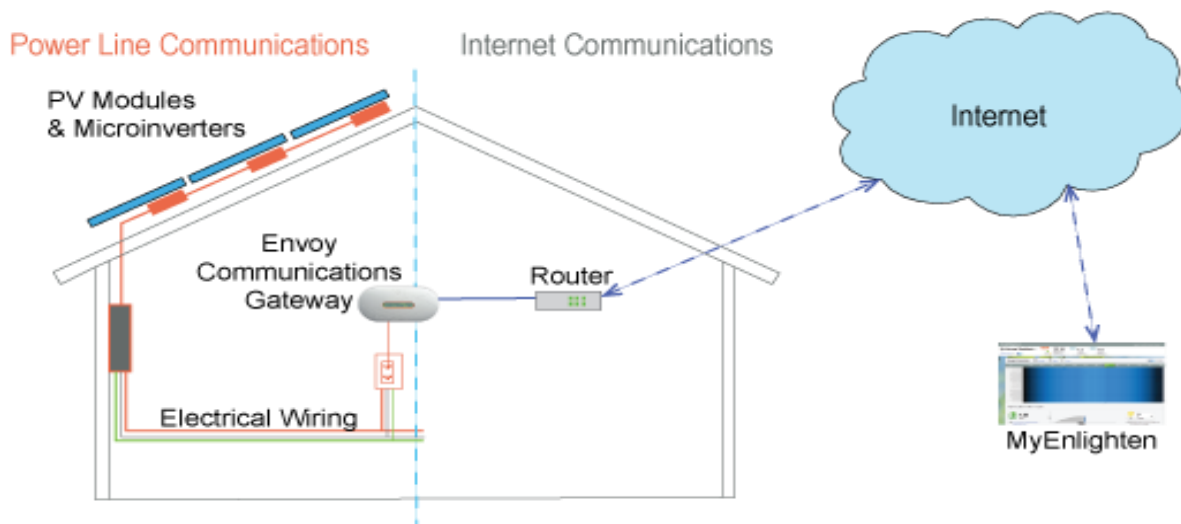 Power Line Communications
Internet Communications
PV Modules
& Microinverters
Internet
Envoy
Communications
Gateway
Router
Electrical Wiring
MyEnlighten